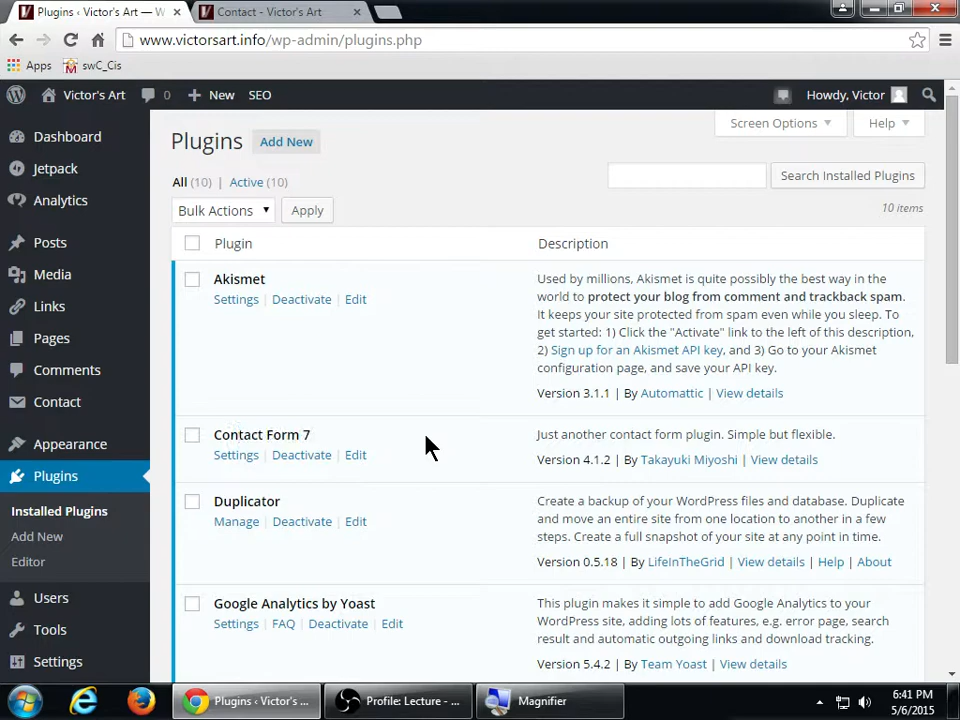 Plugins ‹ Victor's Art — W
Contact - Victor's Art
www.victorsart.info/wp-admin/plugins.php
Apps
swC_Cis
Victor's Art
0
New
SEO
Howdy, Victor
Dashboard
Jetpack
Analytics
Posts
Media
Links
Pages
Comments
Contact
Appearance
Plugins
Installed Plugins
Add New
Editor
Users
Tools
Settings
Screen Options
Help
Plugins
Add New
All (10) | Active (10)
Search Installed Plugins
Bulk Actions
Apply
10 items
Plugin
Description
Akismet
Settings | Deactivate | Edit
Used by millions, Akismet is quite possibly the best way in the
world to protect your blog from comment and trackback spam.
It keeps your site protected from spam even while you sleep. To
get started: 1) Click the "Activate" link to the left of this description,
2) Sign up for an Akismet API key, and 3) Go to your Akismet
configuration page, and save your API key.
Version 3.1.1 | By Automattic | View details
Contact Form 7
Settings | Deactivate | Edit
Just another contact form plugin. Simple but flexible.
Version 4.1.2 | By Takayuki Miyoshi | View details
Duplicator
Manage | Deactivate | Edit
Create a backup of your WordPress files and database. Duplicate
and move an entire site from one location to another in a few
steps. Create a full snapshot of your site at any point in time.
Version 0.5.18 | By LifeInTheGrid | View details | Help | About
Google Analytics by Yoast
Settings | FAQ | Deactivate | Edit
This plugin makes it simple to add Google Analytics to your
WordPress site, adding lots of features, e.g. error page, search
result and automatic outgoing links and download tracking.
Version 5.4.2 | By Team Yoast | View details
Plugins ‹ Victor's ...
Profile: Lecture - ...
Magnifier
6:41 PM
5/6/2015